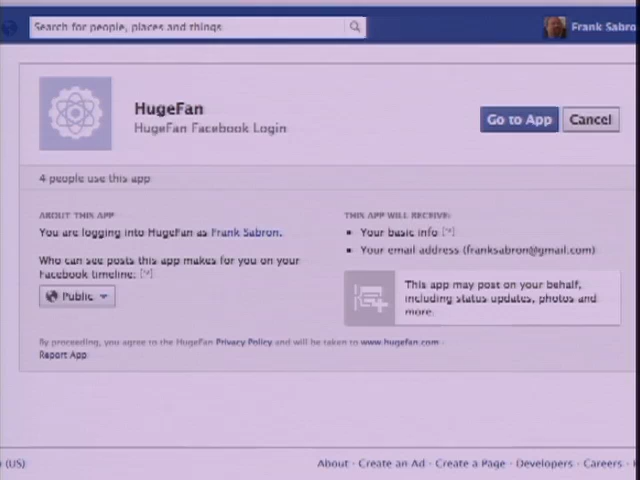 Search for people, places and things
Frank Sabro
HugeFan
HugeFan Facebook Login
Go to App
Cancel
4 people use this app
ABOUT THIS APP
You are logging into HugeFan as Frank Sabron.
Who can see posts this app makes for you on your
Facebook timeline: [?]
Public
THIS APP WILL RECEIVE:
Your basic info [?]
Your email address (franksabron@gmail.com)
This app may post on your behalf,
including status updates, photos and
more.
By proceeding, you agree to the HugeFan Privacy Policy and will be taken to www.hugefan.com ·
Report App
(US)
About · Create an Ad · Create a Page · Developers · Careers ·